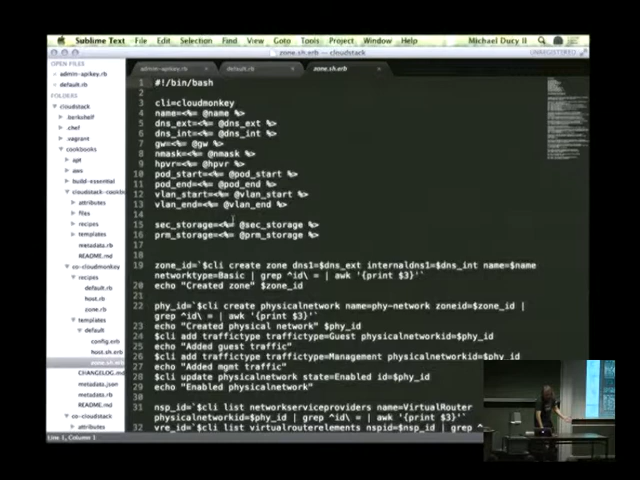 Sublime Text File Edit Selection Find View Goto Tools Project Window Help Michael Ducy II
zone.sh.erb — cloudstack
UNREGISTERED
OPEN FILES
admin-apikey.rb
default.rb
FOLDERS
cloudstack
.berkshelf
.chef
.vagrant
cookbooks
apt
aws
build-essential
cloudstack-cookb
attributes
files
recipes
templates
metadata.rb
README.md
co-cloudmonkey
recipes
default.rb
host.rb
zone.rb
templates
default
config.erb
host.sh.erb
zone.sh.erb
CHANGELOG.md
metadata.json
metadata.rb
README.md
co-cloudstack
attributes
admin-apikey.rb
default.rb
zone.sh.erb
1 #!/bin/bash
2
3 cli=cloudmonkey
4 name=<%= @name %>
5 dns_ext=<%= @dns_ext %>
6 dns_int=<%= @dns_int %>
7 gw=<%= @gw %>
8 nmask=<%= @nmask %>
9 hpvr=<%= @hpvr %>
10 pod_start=<%= @pod_start %>
11 pod_end=<%= @pod_end %>
12 vlan_start=<%= @vlan_start %>
13 vlan_end=<%= @vlan_end %>
14
15 sec_storage=<%= @sec_storage %>
16 prm_storage=<%= @prm_storage %>
17
18
19 zone_id=`$cli create zone dns1=$dns_ext internaldns1=$dns_int name=$name
networktype=Basic | grep ^id\ = | awk '{print $3}'`
20 echo "Created zone" $zone_id
21
22 phy_id=`$cli create physicalnetwork name=phy-network zoneid=$zone_id |
grep ^id\ = | awk '{print $3}'`
23 echo "Created physical network" $phy_id
24 $cli add traffictype traffictype=Guest physicalnetworkid=$phy_id
25 echo "Added guest traffic"
26 $cli add traffictype traffictype=Management physicalnetworkid=$phy_id
27 echo "Added mgmt traffic"
28 $cli update physicalnetwork state=Enabled id=$phy_id
29 echo "Enabled physicalnetwork"
30
31 nsp_id=`$cli list networkserviceproviders name=VirtualRouter
physicalnetworkid=$phy_id | grep ^id\ = | awk '{print $3}'`
32 vre_id=`$cli list virtualrouterelements nspid=$nsp_id | grep ^
Line 1, Column 1